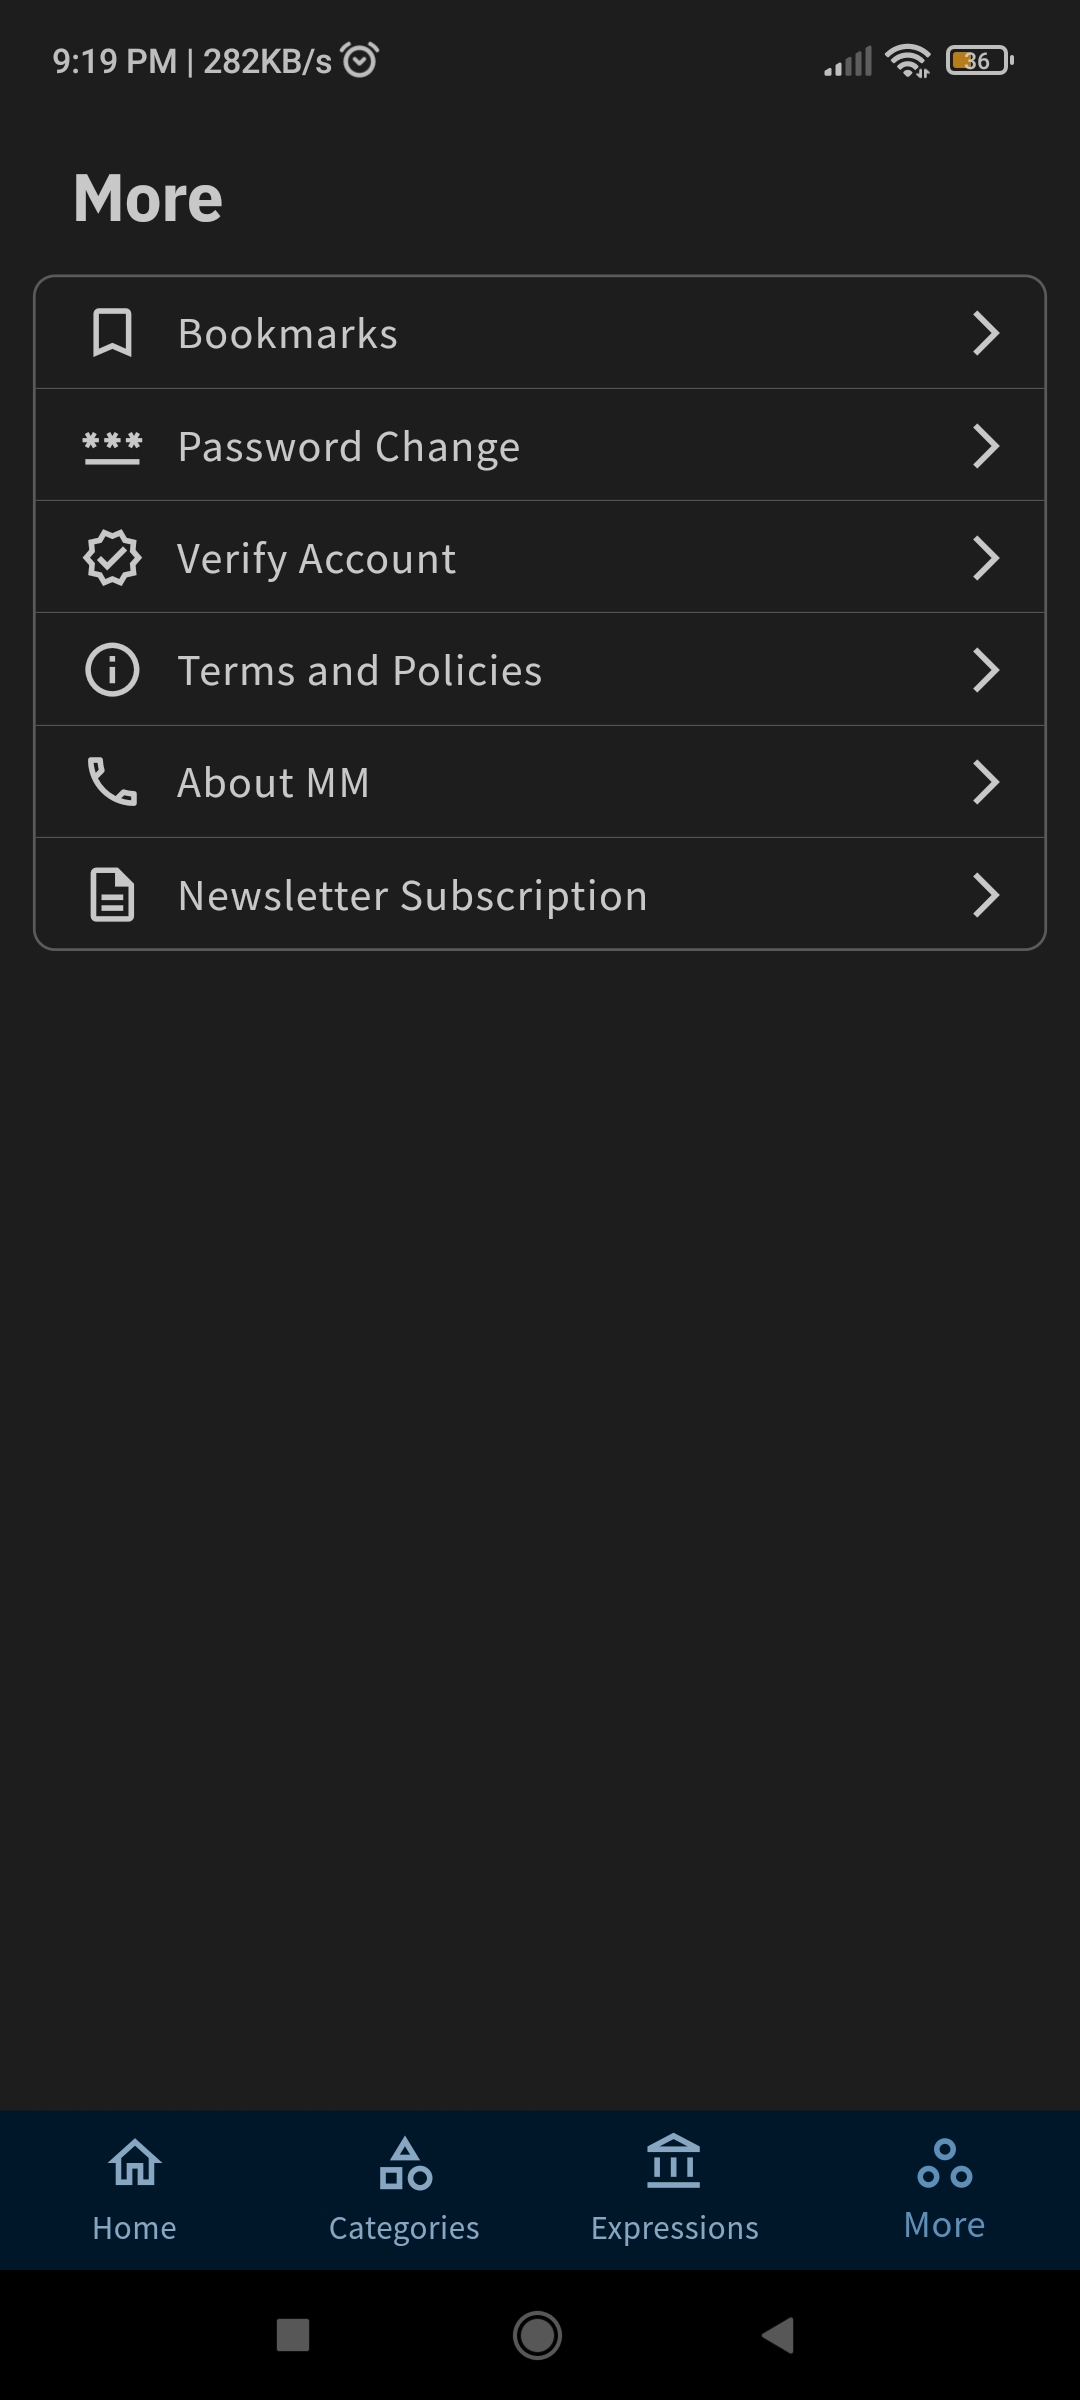 9:19 PM | 282KB/s
36
More
Bookmarks
Password Change
Verify Account
Terms and Policies
About MM
Newsletter Subscription
Home
Categories
Expressions
More